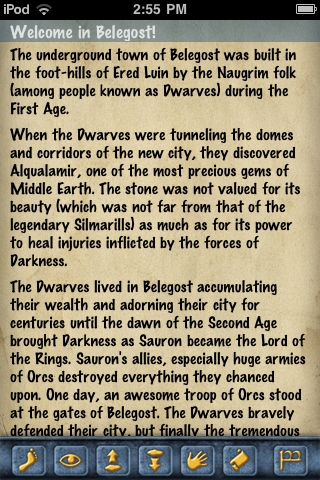 iPod 2:55 PM
Welcome in Belegost!
The underground town of Belegost was built in
the foot-hills of Ered Luin by the Naugrim folk
(among people known as Dwarves) during the
First Age.
When the Dwarves were tunneling the domes
and corridors of the new city, they discovered
Alqualamir, one of the most precious gems of
Middle Earth. The stone was not valued for its
beauty (which was not far from that of the
legendary Silmarills) as much as for its power
to heal injuries inflicted by the forces of
Darkness.
The Dwarves lived in Belegost accumulating
their wealth and adorning their city for
centuries until the dawn of the Second Age
brought Darkness as Sauron became the Lord of
the Rings. Sauron's allies, especially huge armies
of Orcs destroyed everything they chanced
upon. One day, an awesome troop of Orcs stood
at the gates of Belegost. The Dwarves bravely
defended their city, but finally the tremendous